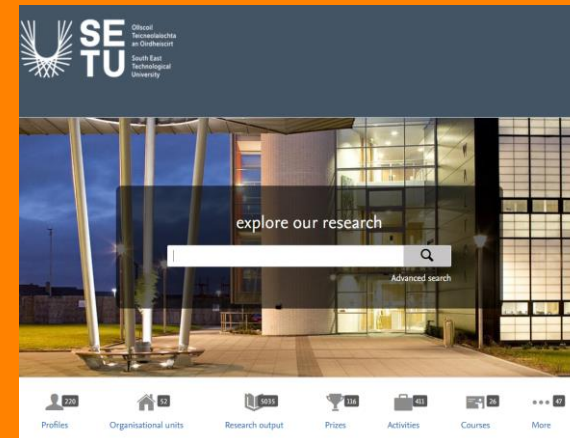 SE
TU
Ollscoil
Teicneolaíochta
an Oirdheiscirt
South East
Technological
University
explore our research
Advanced search
220
52
5035
116
411
26
47
Profiles
Organisational units
Research output
Prizes
Activities
Courses
More